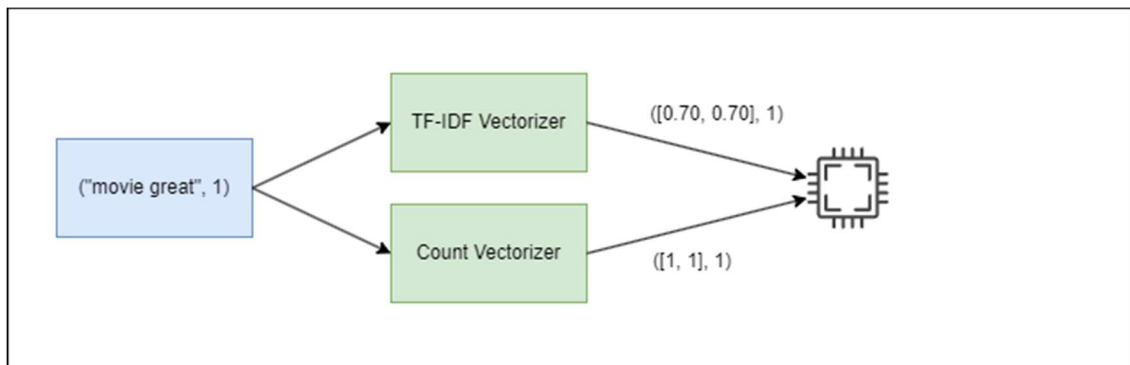 ("movie great", 1)
TF-IDF Vectorizer
([0.70, 0.70], 1)
Count Vectorizer
([1, 1], 1)